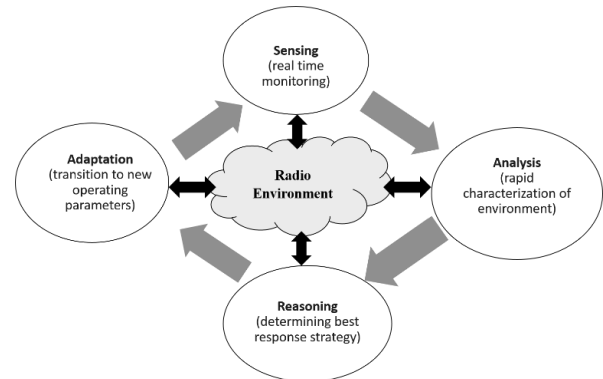 Sensing
(real time
monitoring)
Adaptation
(transition to new
operating
parameters)
Radio
Environment
Analysis
(rapid
characterization of
environment)
Reasoning
(determining best
response strategy)